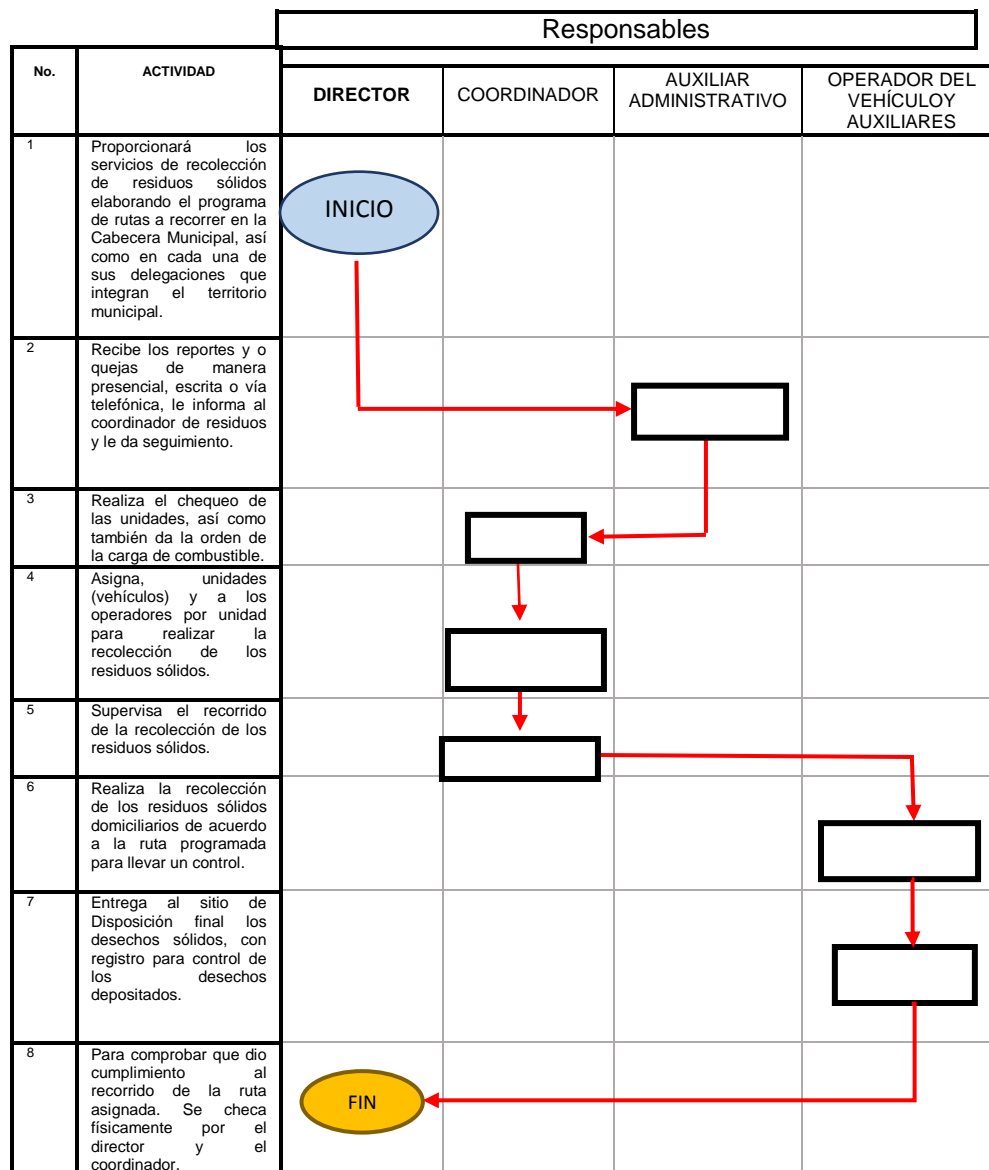 Responsables
No.
ACTIVIDAD
DIRECTOR
COORDINADOR
AUXILIAR
ADMINISTRATIVO
OPERADOR DEL
VEHÍCULOY
AUXILIARES
1
Proporcionará los
servicios de recolección
de residuos sólidos
elaborando el programa
de rutas a recorrer en la
Cabecera Municipal, así
como en cada una de
sus delegaciones que
integran el territorio
municipal.
INICIO
2
Recibe los reportes y o
quejas de manera
presencial, escrita o vía
telefónica, le informa al
coordinador de residuos
y le da seguimiento.
3
Realiza el chequeo de
las unidades, así como
también da la orden de
la carga de combustible.
4
Asigna, unidades
(vehículos) y a los
operadores por unidad
para realizar la
recolección de los
residuos sólidos.
5
Supervisa el recorrido
de la recolección de los
residuos sólidos.
6
Realiza la recolección
de los residuos sólidos
domiciliarios de acuerdo
a la ruta programada
para llevar un control.
7
Entrega al sitio de
Disposición final los
desechos sólidos, con
registro para control de
los desechos
depositados.
8
Para comprobar que dio
cumplimiento al
recorrido de la ruta
asignada. Se checa
físicamente por el
director y el
coordinador.
FIN